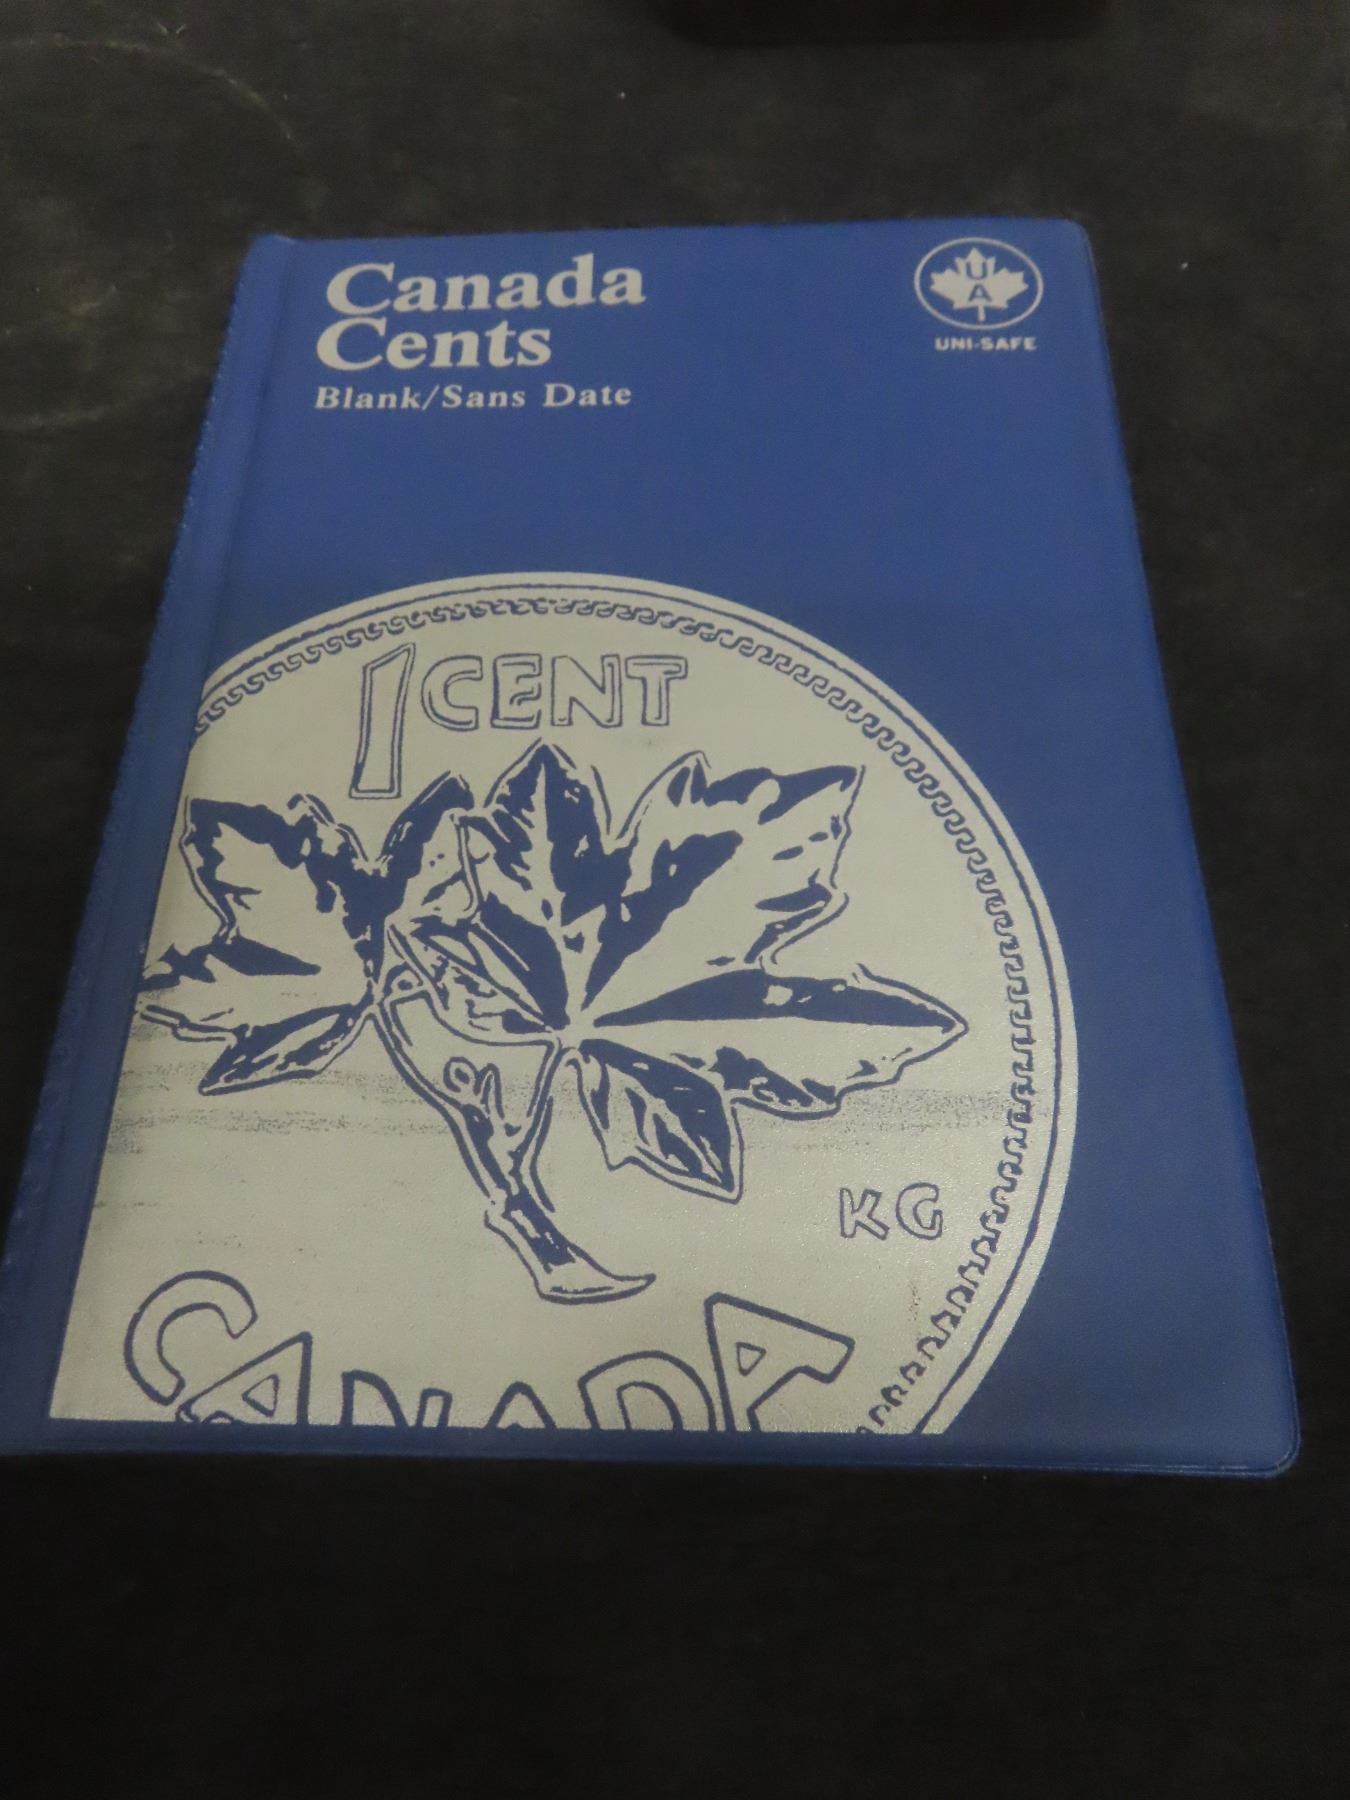 Canada
Cents
Blank/Sans Date
UA
UNI-SAFE
1 CENT
KG
CANADA